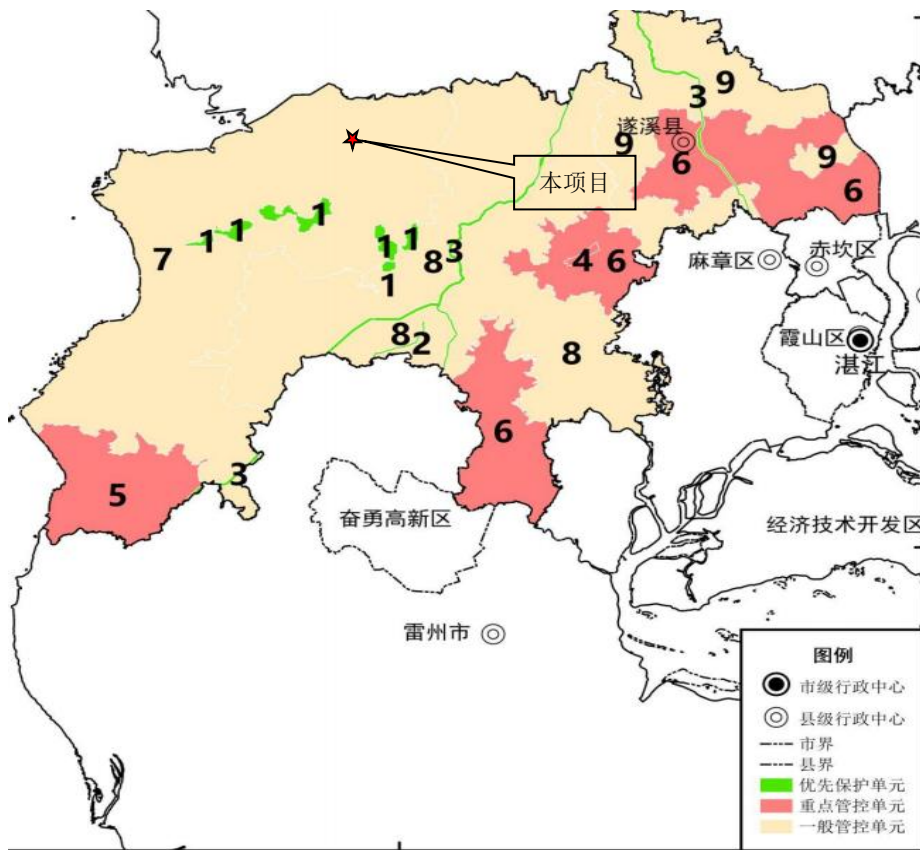 9
3
遂溪县
9
6
9
6
本项目
1
1
1
1
1
1
7
8
3
4
6
麻章区
赤坎区
8
2
8
霞山区
湛江
6
3
5
奋勇高新区
经济技术开发区
雷州市
图例
市级行政中心
县级行政中心
市界
县界
优先保护单元
重点管控单元
一般管控单元